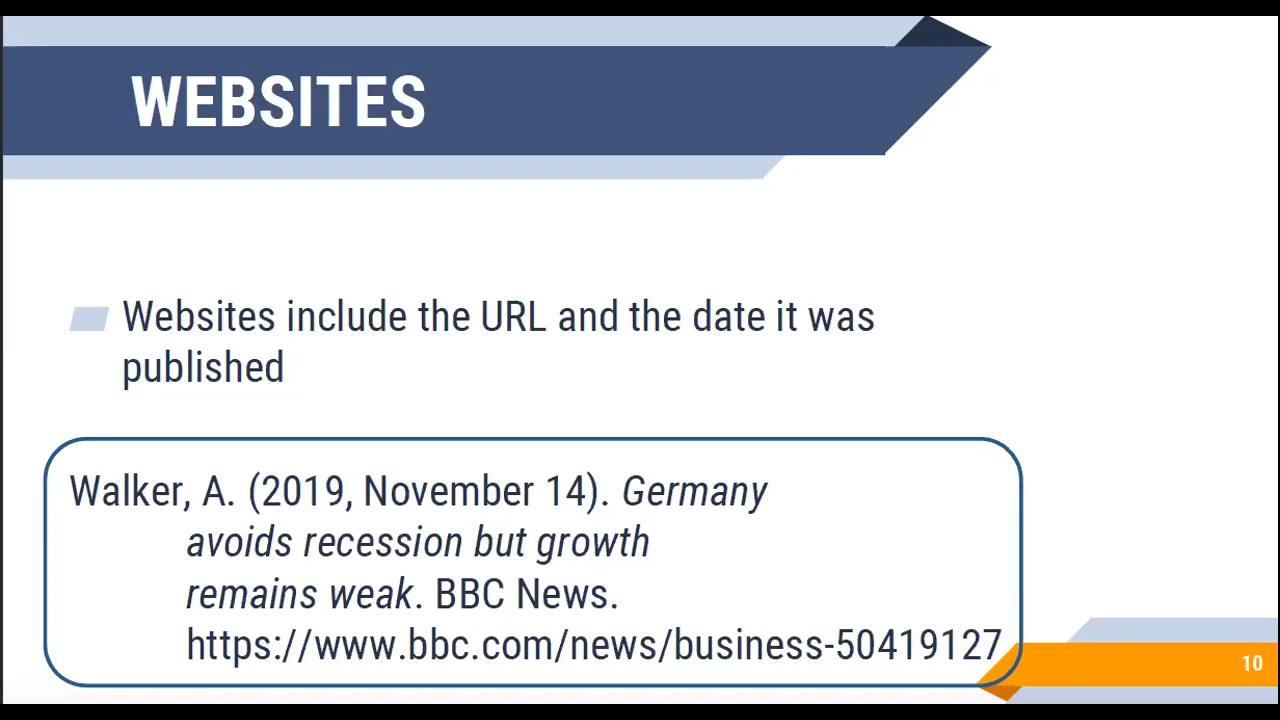 WEBSITES
Websites include the URL and the date it was
published
Walker, A. (2019, November 14). Germany
avoids recession but growth
remains weak. BBC News.
https://www.bbc.com/news/business-50419127
10